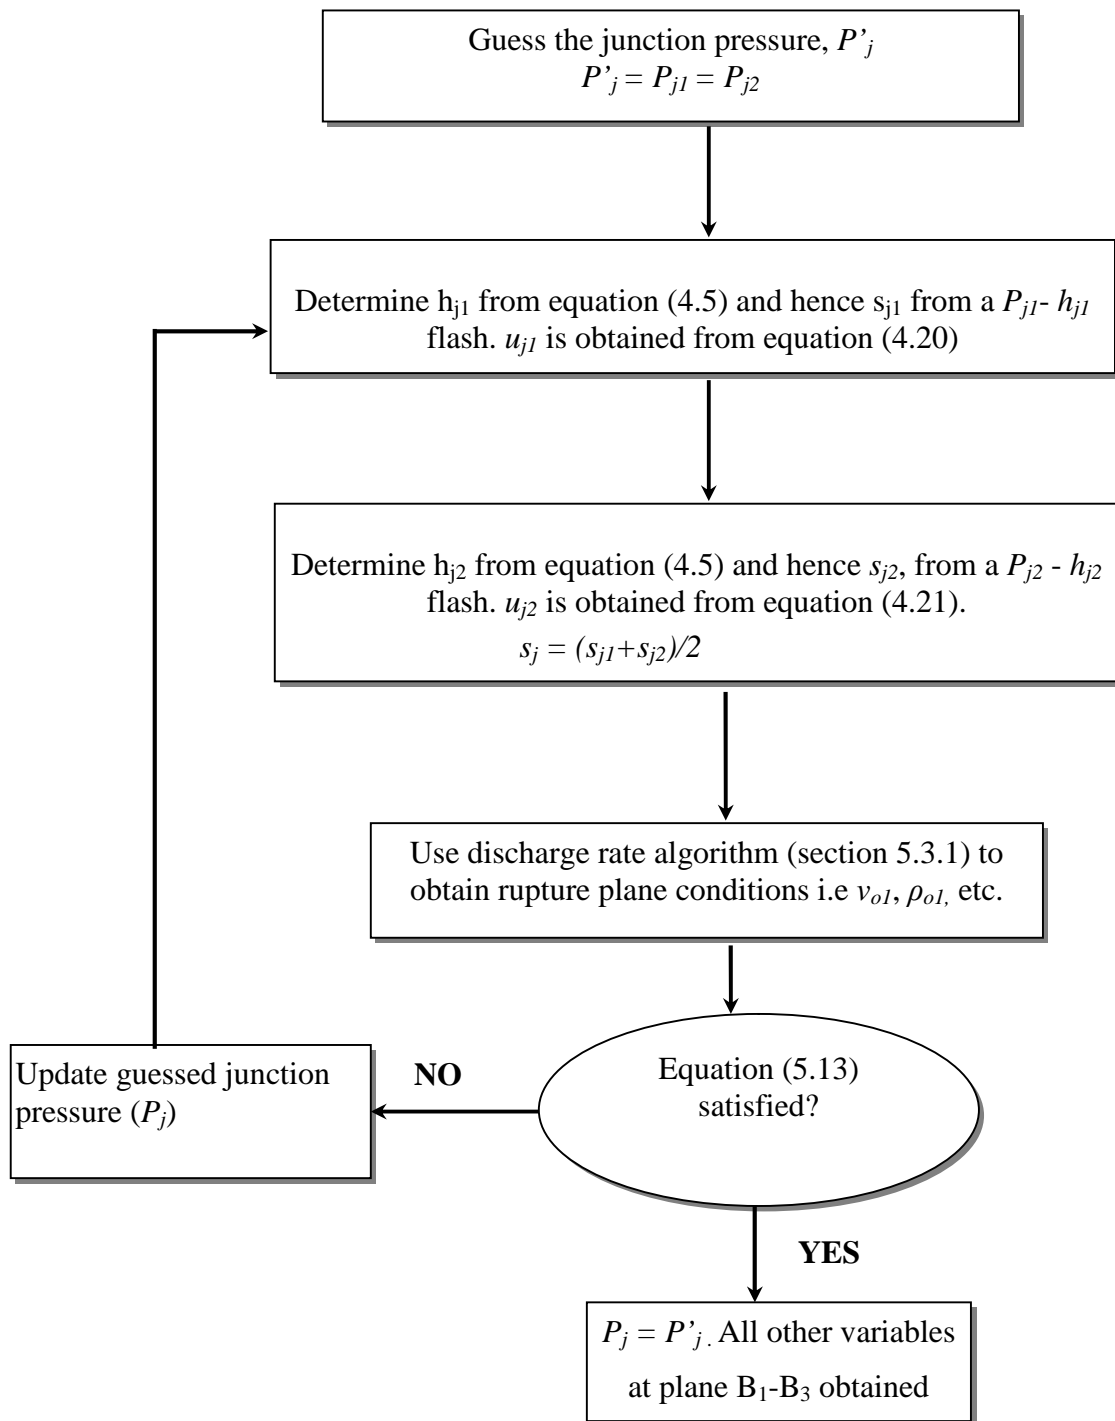 Guess the junction pressure, P’j
P’j = Pj1 = Pj2
Determine hj1 from equation (4.5) and hence sj1 from a Pj1- hj1
flash. uj1 is obtained from equation (4.20)
Determine hj2 from equation (4.5) and hence sj2, from a Pj2 - hj2
flash. uj2 is obtained from equation (4.21).
sj = (sj1+sj2)/2
Use discharge rate algorithm (section 5.3.1) to
obtain rupture plane conditions i.e vo1, ρo1, etc.
Equation (5.13)
satisfied?
NO
Update guessed junction
pressure (Pj)
YES
Pj = P’j . All other variables
at plane B1-B3 obtained